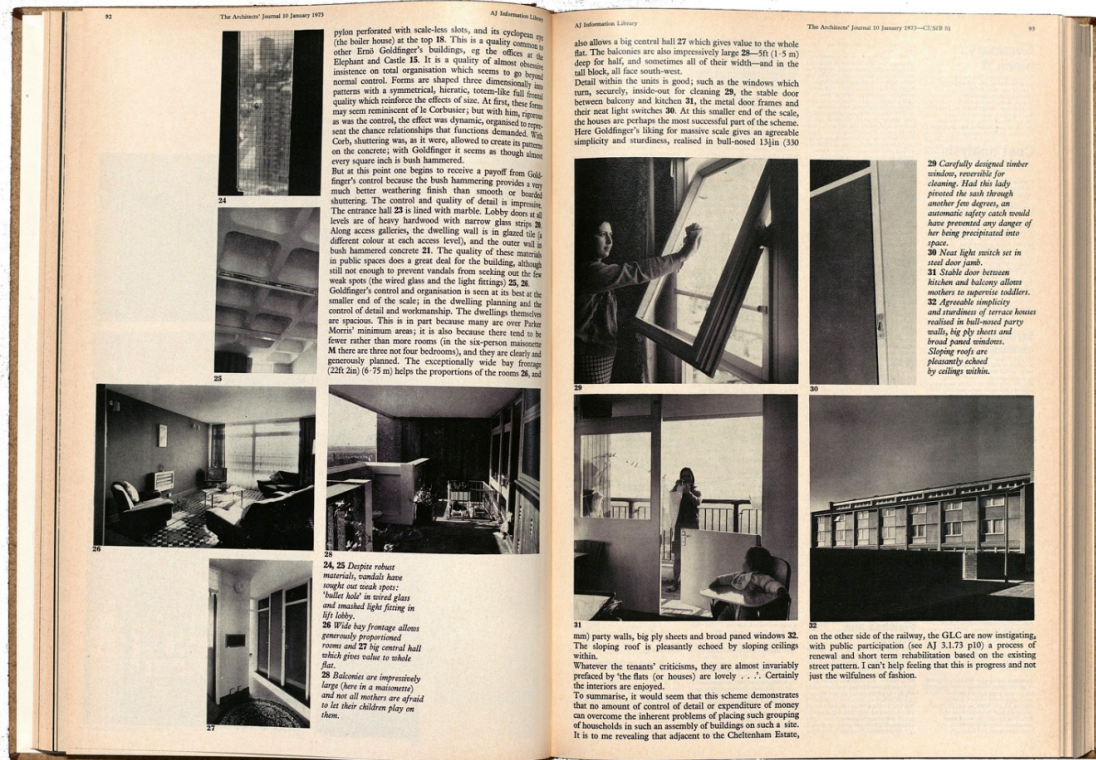 92
The Architects' Journal 10 January 1973
AJ Information Library
pylon perforated with scale-less slots, and its cyclopean eye
(the boiler house) at the top 18. This is a quality common to
other Ernö Goldfinger's buildings, eg the offices at the
Elephant and Castle 15. It is a quality of almost obsessive
insistence on total organisation which seems to go beyond
normal control. Forms are shaped three dimensionally into
patterns with a symmetrical, hieratic, totem-like full frontal
quality which reinforce the effects of size. At first, these forms
may seem reminiscent of le Corbusier; but with him, rigorous
as was the control, the effect was dynamic, organised to repre-
sent the chance relationships that functions demanded. With
Corb, shuttering was, as it were, allowed to create its patterns
on the concrete; with Goldfinger it seems as though almost
every square inch is bush hammered.
But at this point one begins to receive a payoff from Gold-
finger's control because the bush hammering provides a very
much better weathering finish than smooth or boarded
shuttering. The control and quality of detail is impressive.
The entrance hall 23 is lined with marble. Lobby doors at all
levels are of heavy hardwood with narrow glass strips
Along access galleries, the dwelling wall is in glazed tile (a
different colour at each access level), and the outer wall in
bush hammered concrete 21. The quality of these materials
in public spaces does a great deal for the building, although
still not enough to prevent vandals from seeking out the few
weak spots (the wired glass and the light fittings) 25, 26.
Goldfinger's control and organisation is seen at its best at the
smaller end of the scale; in the dwelling planning and the
control of detail and workmanship. The dwellings themselves
are spacious. This is in part because many are over Parker
Morris' minimum areas; it is also because there tend to be
fewer rather than more rooms (in the six-person maisonette
M there are three not four bedrooms), and they are clearly and
generously planned. The exceptionally wide bay frontage
(22ft 2in) (6·75 m) helps the proportions of the rooms 26, and
24
25
26
28
24, 25 Despite robust
materials, vandals have
sought out weak spots:
'bullet hole' in wired glass
and smashed light fitting in
lift lobby.
26 Wide bay frontage allows
generously proportioned
rooms and 27 big central hall
which gives value to whole
flat.
28 Balconies are impressively
large (here in a maisonette)
and not all mothers are afraid
to let their children play on
them.
27
AJ Information Library
The Architects' Journal 10 January 1973—CI/SfB
93
also allows a big central hall 27 which gives value to the whole
flat. The balconies are also impressively large 28—5ft (1·5 m)
deep for half, and sometimes all of their width—and in the
tall block, all face south-west.
Detail within the units is good; such as the windows which
turn, securely, inside-out for cleaning 29, the stable door
between balcony and kitchen 31, the metal door frames and
their neat light switches 30. At this smaller end of the scale,
the houses are perhaps the most successful part of the scheme.
Here Goldfinger's liking for massive scale gives an agreeable
simplicity and sturdiness, realised in bull-nosed 13½in (330
29 Carefully designed timber
window, reversible for
cleaning. Had this lady
pivoted the sash through
another few degrees, an
automatic safety catch would
have prevented any danger of
her being precipitated into
space.
30 Neat light switch set in
steel door jamb.
31 Stable door between
kitchen and balcony allows
mothers to supervise toddlers.
32 Agreeable simplicity
and sturdiness of terrace houses
realised in bull-nosed party
walls, big ply sheets and
broad paned windows.
Sloping roofs are
pleasantly echoed
by ceilings within.
29
30
31
32
mm) party walls, big ply sheets and broad paned windows 32.
The sloping roof is pleasantly echoed by sloping ceilings
within.
Whatever the tenants' criticisms, they are almost invariably
prefaced by 'the flats (or houses) are lovely . . .'. Certainly
the interiors are enjoyed.
To summarise, it would seem that this scheme demonstrates
that no amount of control of detail or expenditure of money
can overcome the inherent problems of placing such grouping
of households in such an assembly of buildings on such a site.
It is to me revealing that adjacent to the Cheltenham Estate,
on the other side of the railway, the GLC are now instigating,
with public participation (see AJ 3.1.73 p10) a process of
renewal and short term rehabilitation based on the existing
street pattern. I can't help feeling that this is progress and not
just the wilfulness of fashion.